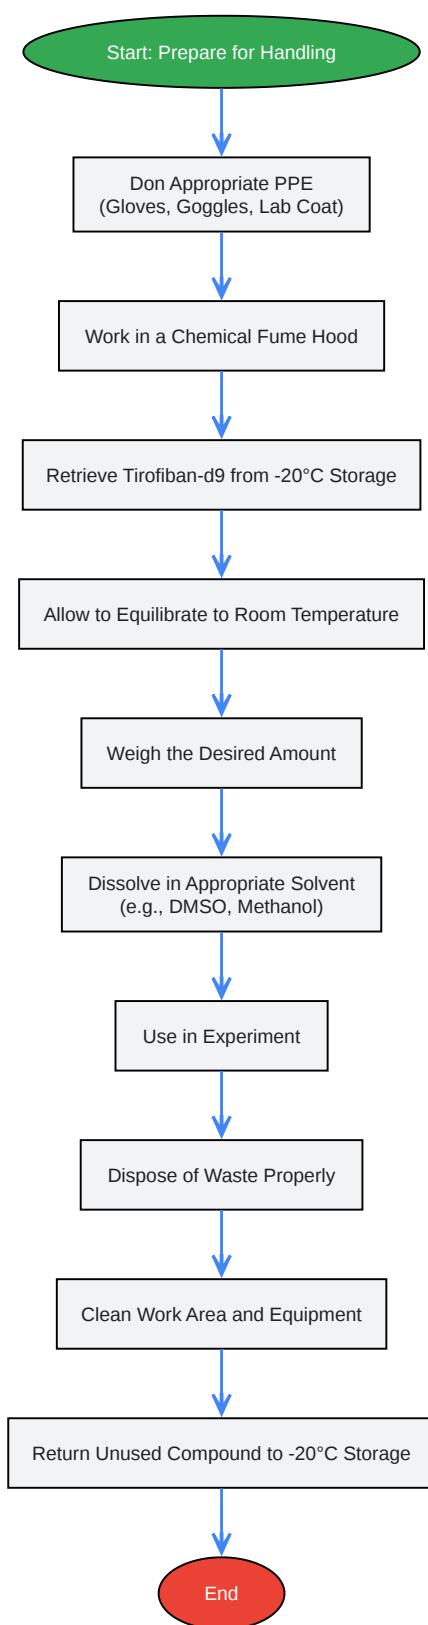 Start: Prepare for Handling
Don Appropriate PPE
(Gloves, Goggles, Lab Coat)
Work in a Chemical Fume Hood
Retrieve Tirofiban-d9 from -20°C Storage
Allow to Equilibrate to Room Temperature
Weigh the Desired Amount
Dissolve in Appropriate Solvent
(e.g., DMSO, Methanol)
Use in Experiment
Dispose of Waste Properly
Clean Work Area and Equipment
Return Unused Compound to -20°C Storage
End